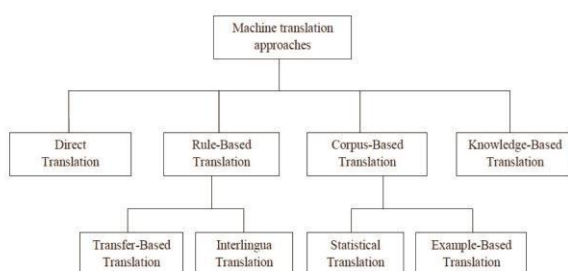 Machine translation
approaches
Direct
Translation
Rule-Based
Translation
Corpus-Based
Translation
Knowledge-Based
Translation
Transfer-Based
Translation
Interlingua
Translation
Statistical
Translation
Example-Based
Translation